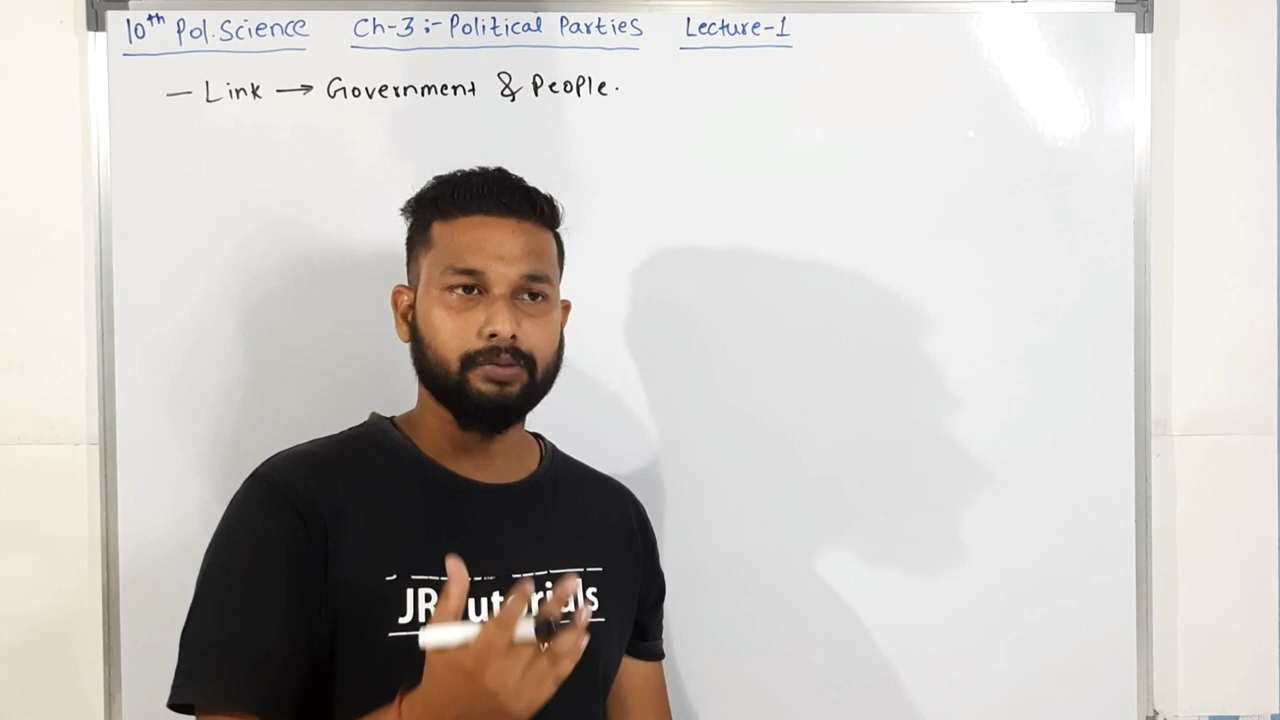 10th Pol. Science Ch-3 :- Political Parties Lecture-1
— Link → Government & People.
JR Tutorials